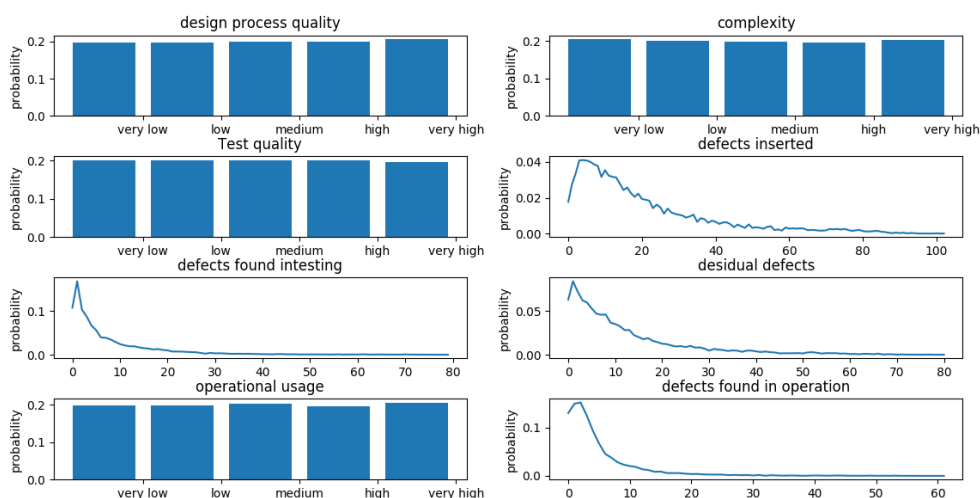 design process quality
probability
0.2
0.1
0.0
very low low medium high very high
complexity
probability
0.2
0.1
0.0
very low low medium high very high
Test quality
probability
0.2
0.1
0.0
very low low medium high very high
defects inserted
probability
0.04
0.02
0.00
0 20 40 60 80 100
defects found intesting
probability
0.1
0.0
0 10 20 30 40 50 60 70 80
desidual defects
probability
0.05
0.00
0 10 20 30 40 50 60 70 80
operational usage
probability
0.2
0.1
0.0
very low low medium high very high
defects found in operation
probability
0.1
0.0
0 10 20 30 40 50 60